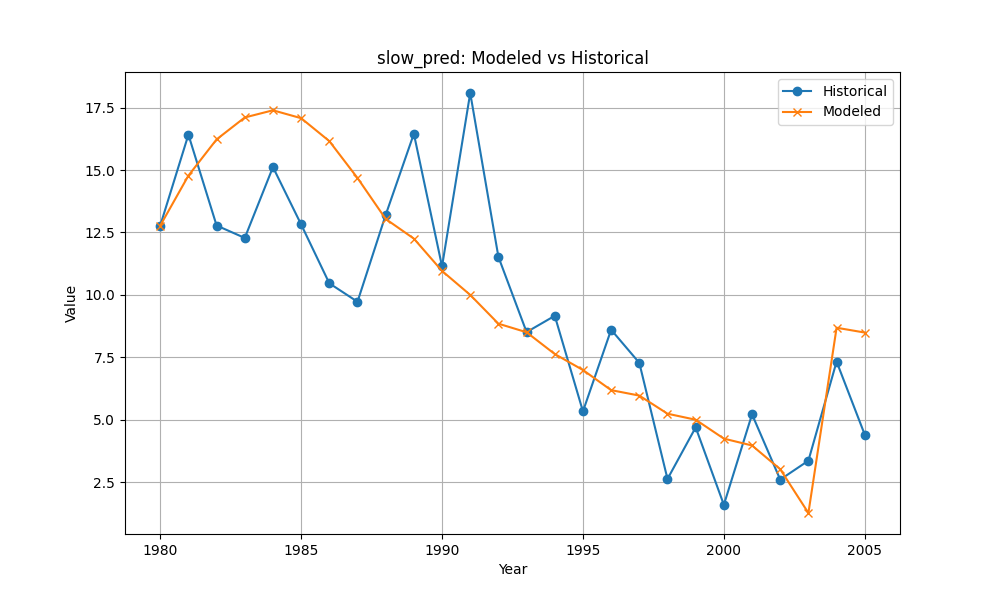 slow_pred: Modeled vs Historical
Historical
Modeled
Value
17.5
15.0
12.5
10.0
7.5
5.0
2.5
1980 1985 1990 1995 2000 2005
Year